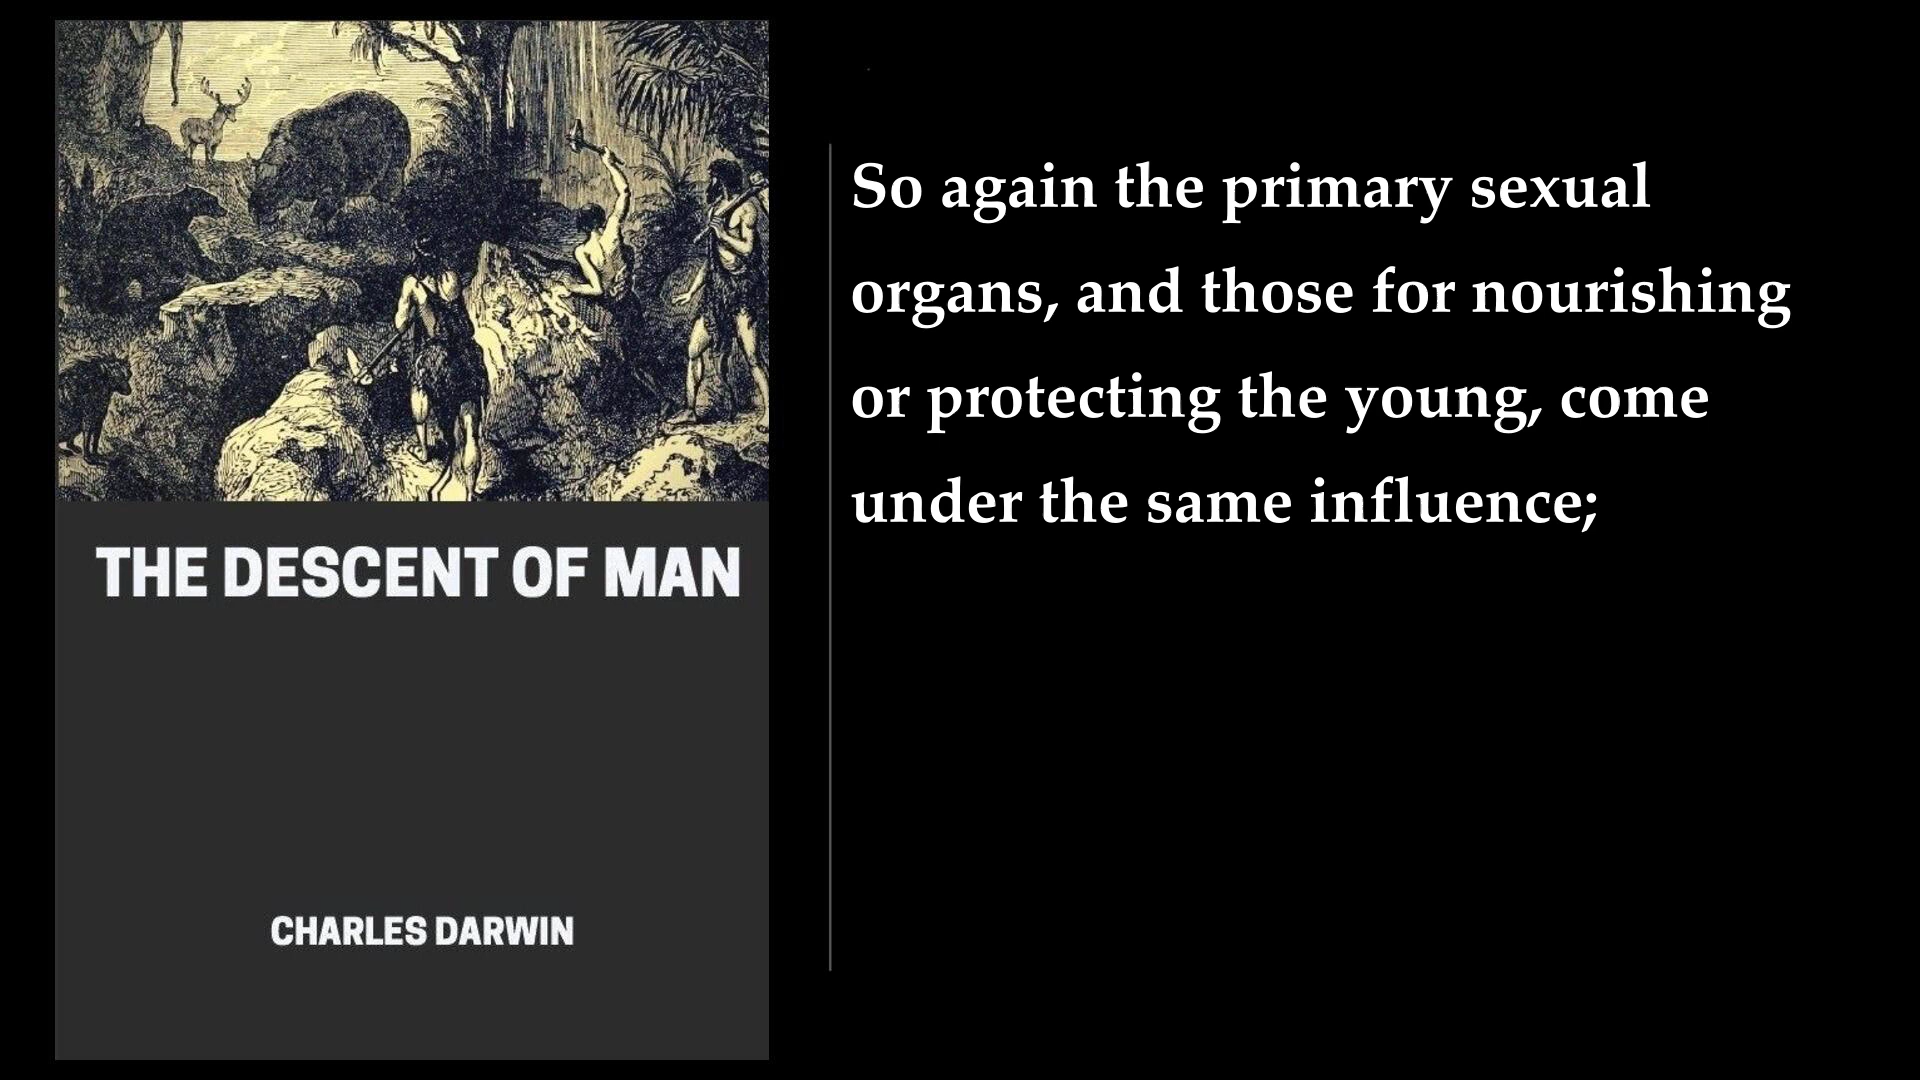 THE DESCENT OF MAN
CHARLES DARWIN
So again the primary sexual
organs, and those for nourishing
or protecting the young, come
under the same influence;